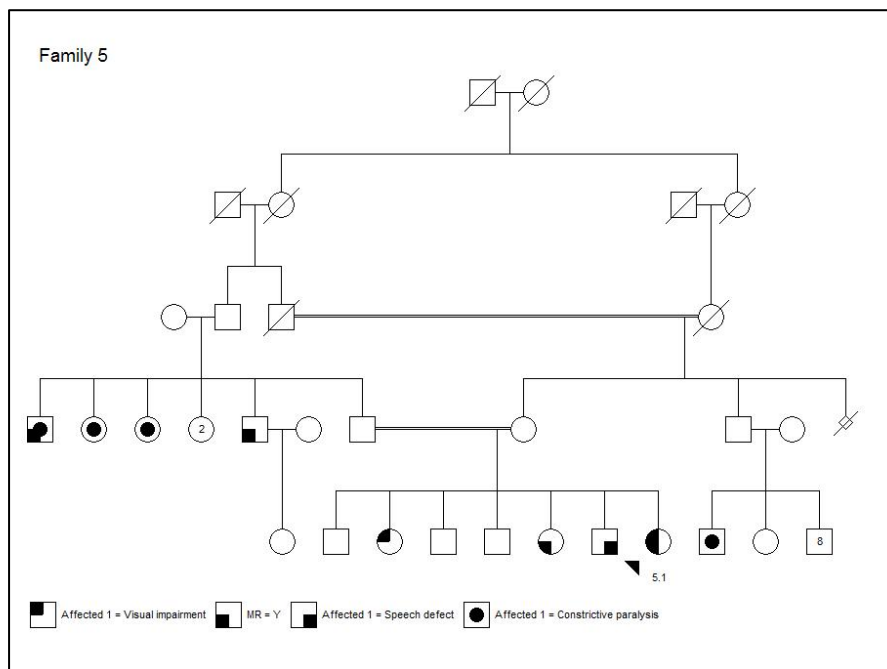 Family 5
2
8
5.1
Affected 1 = Visual impairment MR = Y Affected 1 = Speech defect Affected 1 = Constrictive paralysis